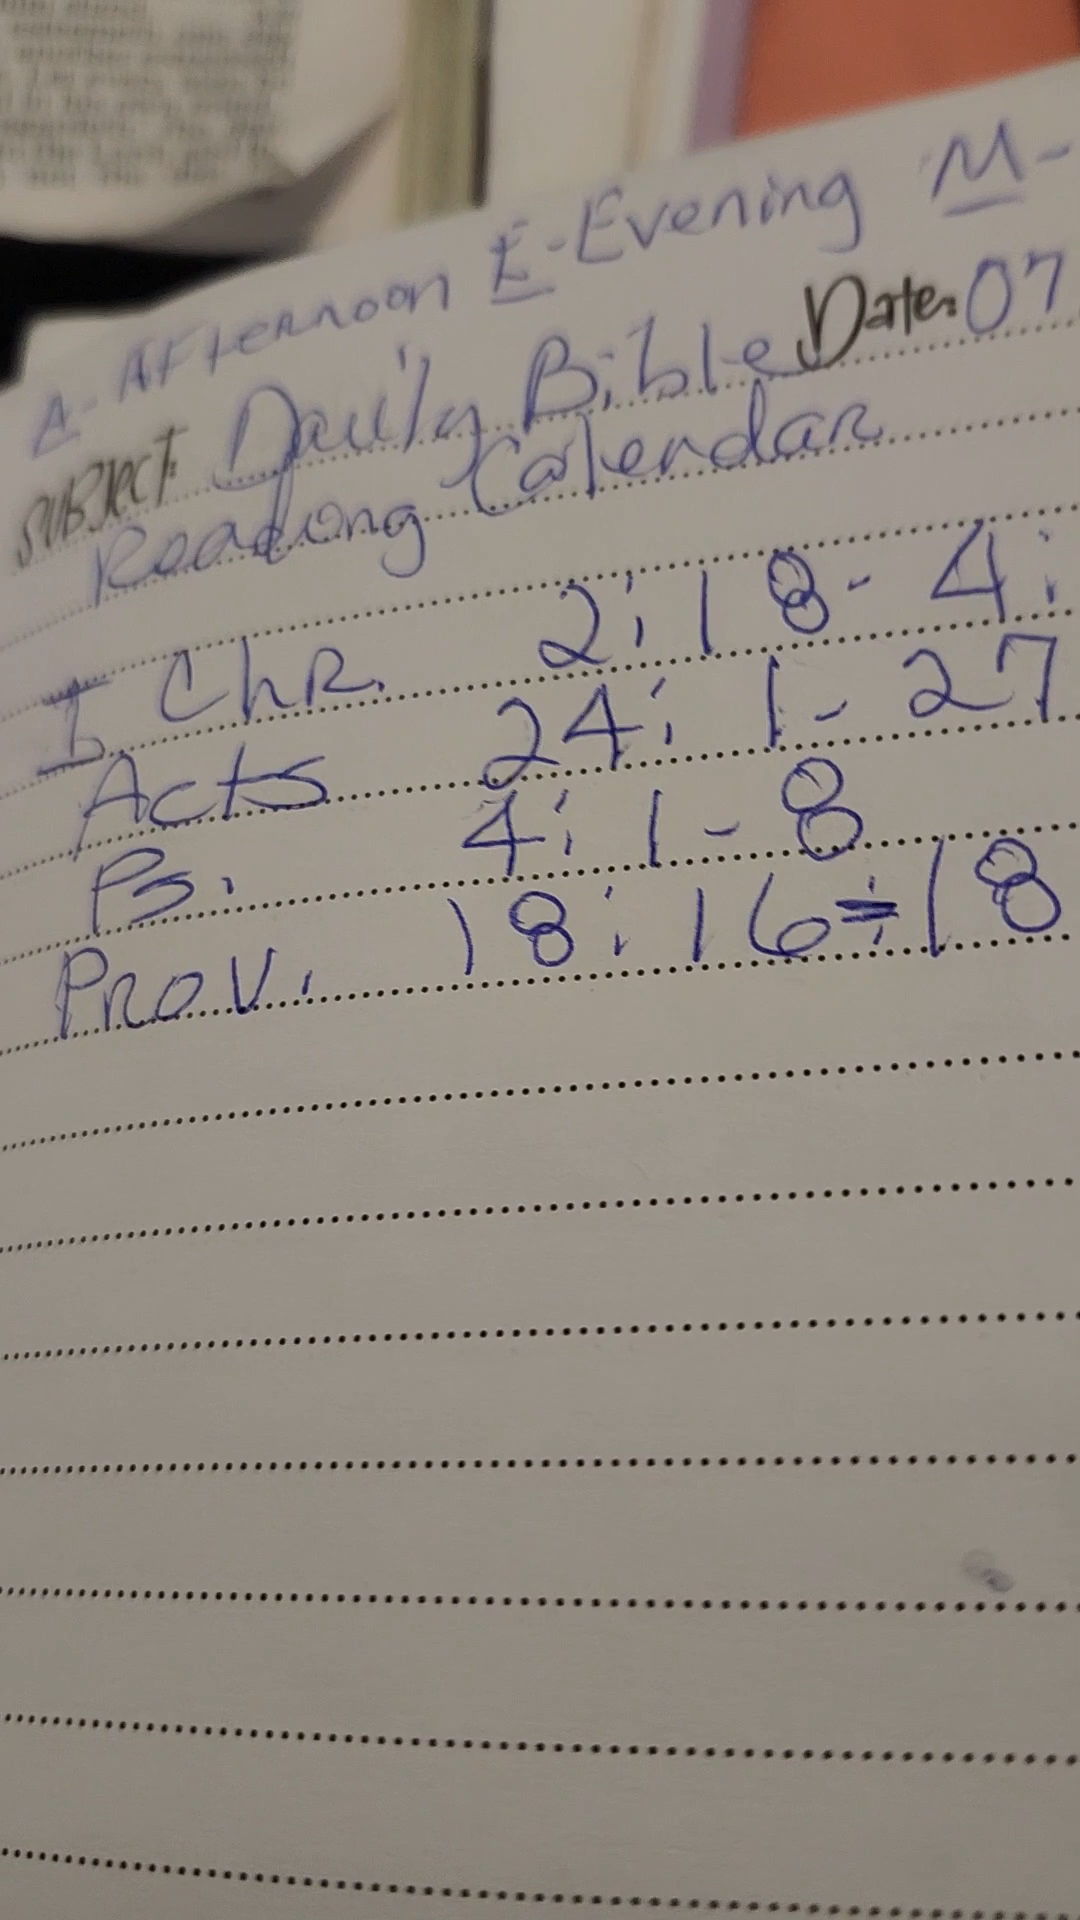 A- Afternoon E-Evening M-
SUBJECT: Daily Bible Date: 07
Reading Calendar
I Chr. 2:18-4:
Acts 24:1-27
Ps. 4:1-8
Prov. 18:16-18